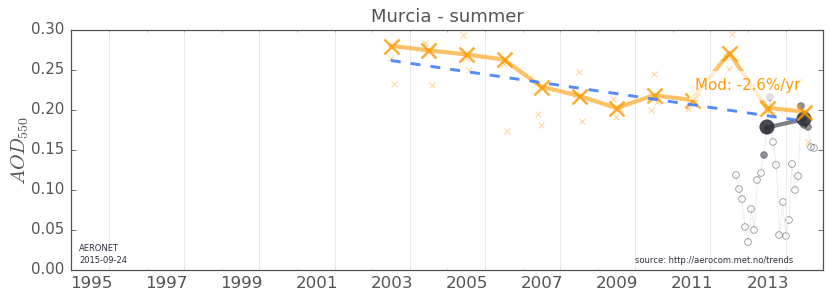 Murcia - summer
0.30
0.25
0.20
0.15
0.10
0.05
0.00
AOD550
Mod: -2.6%/yr
AERONET
2015-09-24
source: http://aerocom.met.no/trends
1995 1997 1999 2001 2003 2005 2007 2009 2011 2013